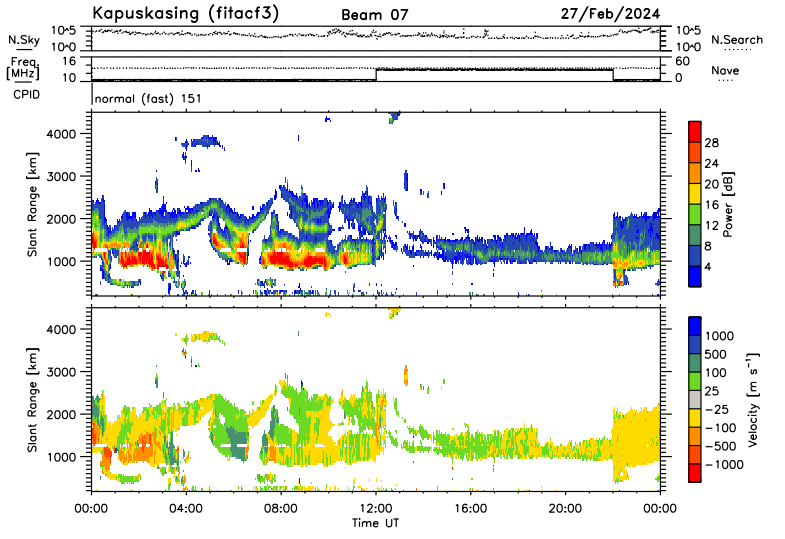 Kapuskasing (fitacf3) Beam 07 27/Feb/2024
N.Sky 10^5 10^0 10^5 10^0 N.Search
Freq. [MHz] 16 10 60 0 Nave
CPID normal (fast) 151
Slant Range [km] 4000 3000 2000 1000
28 24 20 16 12 8 4 Power [dB]
Slant Range [km] 4000 3000 2000 1000
1000 500 100 25 −25 −100 −500 −1000 Velocity [m s⁻¹]
00:00 04:00 08:00 12:00 16:00 20:00 00:00
Time UT